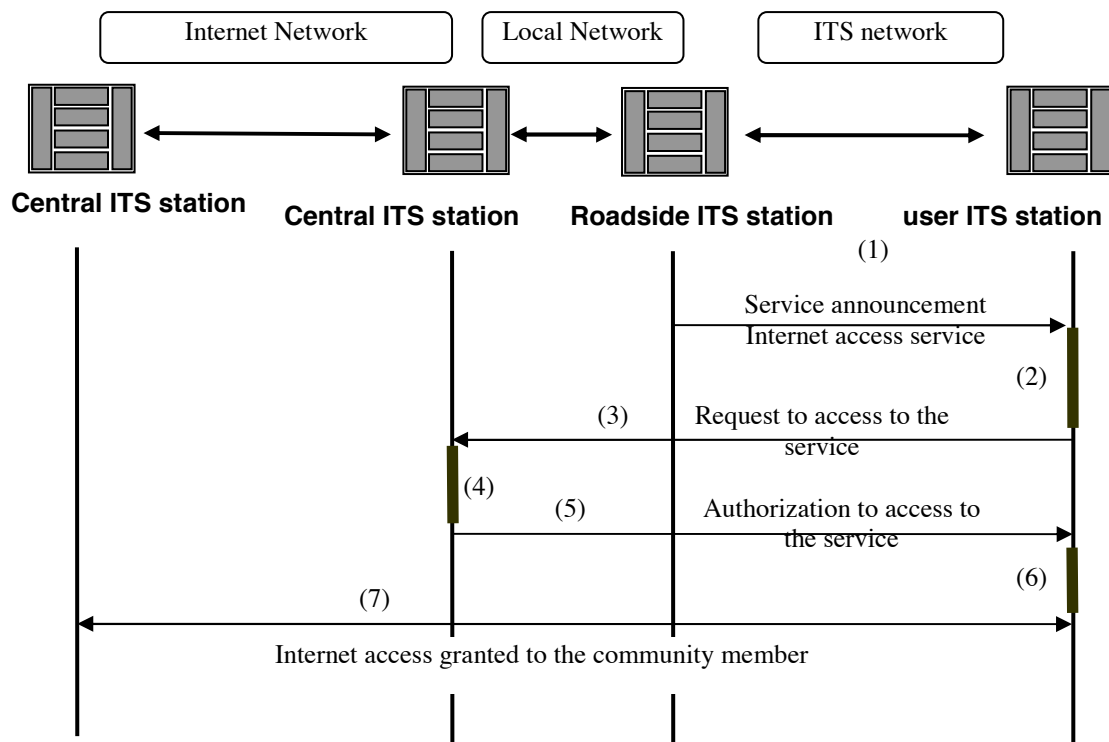 Internet Network
Local Network
ITS network
Central ITS station
Central ITS station
Roadside ITS station
user ITS station
(1)
Service announcement
Internet access service
(2)
(3)
Request to access to the
service
(4)
(5)
Authorization to access to
the service
(6)
(7)
Internet access granted to the community member